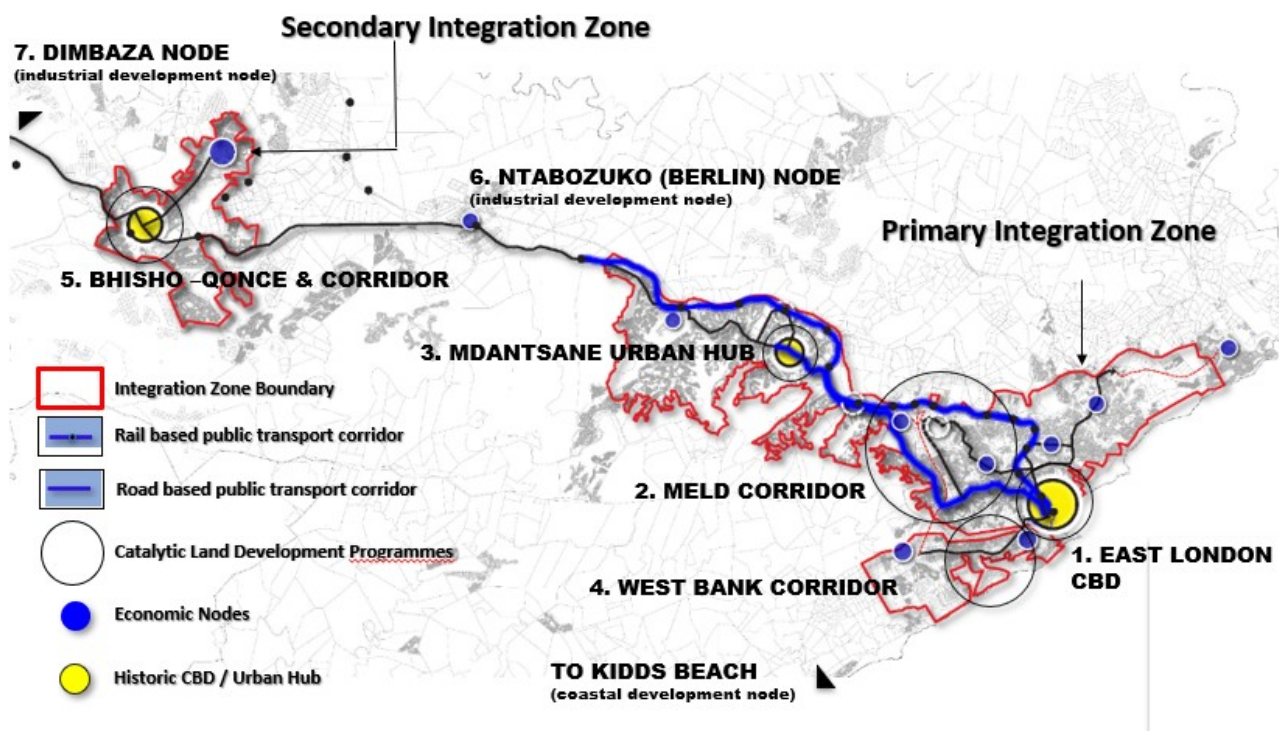 Secondary Integration Zone
7. DIMBAZA NODE
(industrial development node)
6. NTABOZUKO (BERLIN) NODE
(industrial development node)
Primary Integration Zone
5. BHISHO –QONCE & CORRIDOR
3. MDANTSANE URBAN HUB
2. MELD CORRIDOR
1. EAST LONDON
CBD
4. WEST BANK CORRIDOR
TO KIDDS BEACH
(coastal development node)
Integration Zone Boundary
Rail based public transport corridor
Road based public transport corridor
Catalytic Land Development Programmes
Economic Nodes
Historic CBD / Urban Hub